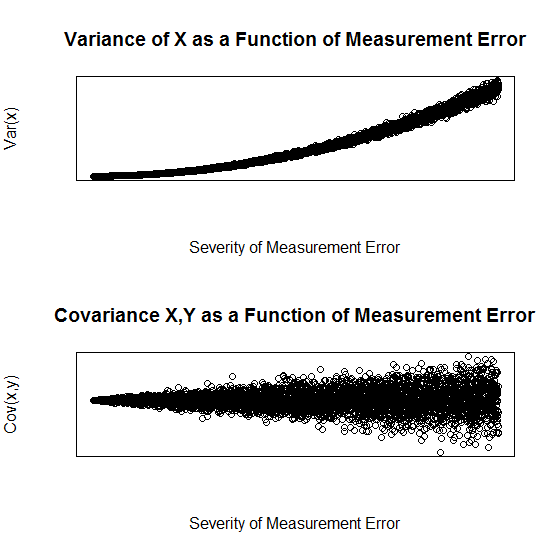 Variance of X as a Function of Measurement Error
Var(x)
Severity of Measurement Error
Covariance X,Y as a Function of Measurement Error
Cov(x,y)
Severity of Measurement Error